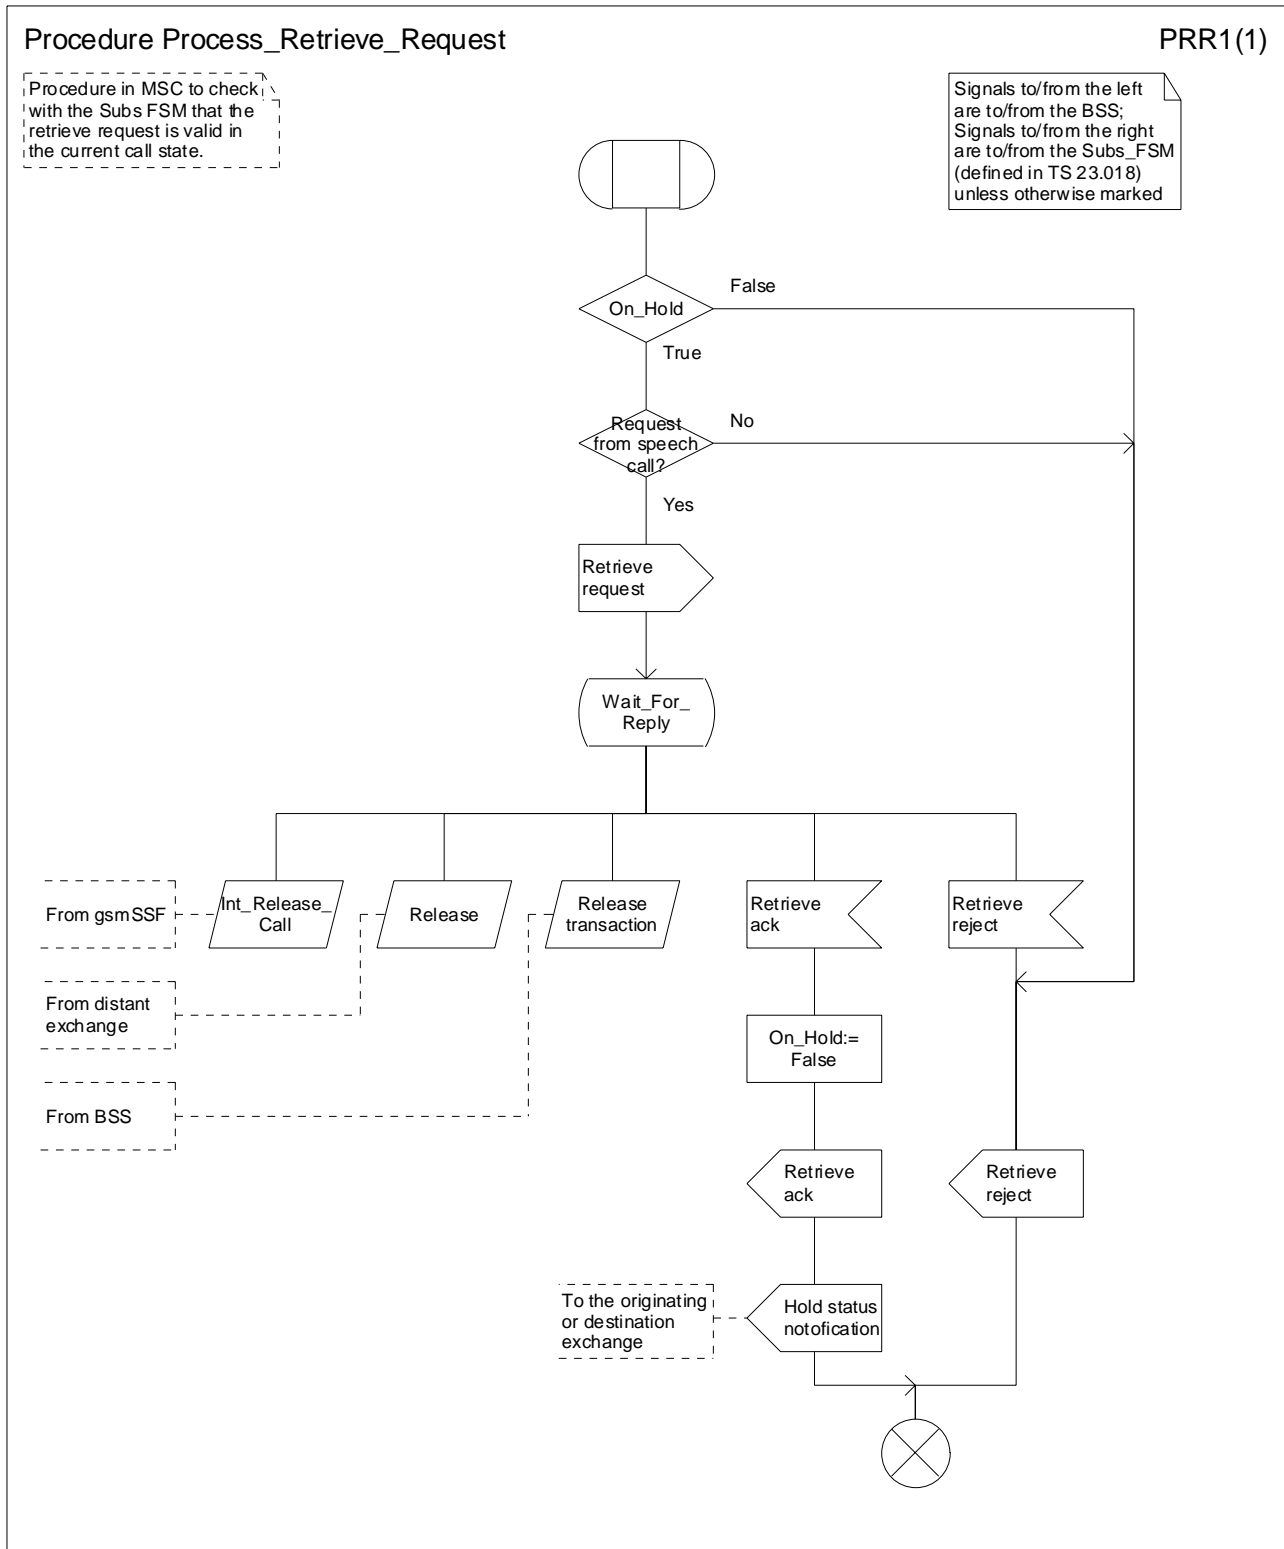 Procedure Process_Retrieve_Request
PRR1(1)
Procedure in MSC to check
with the Subs FSM that the
retrieve request is valid in
the current call state.
Signals to/from the left
are to/from the BSS;
Signals to/from the right
are to/from the Subs_FSM
(defined in TS 23.018)
unless otherwise marked
On_Hold
False
True
Request
from speech
call?
No
Yes
Retrieve
request
Wait_For_
Reply
From gsmSSF
Int_Release_
Call
Release
Release
transaction
Retrieve
ack
Retrieve
reject
From distant
exchange
On_Hold:=
False
From BSS
Retrieve
ack
Retrieve
reject
To the originating
or destination
exchange
Hold status
notofication